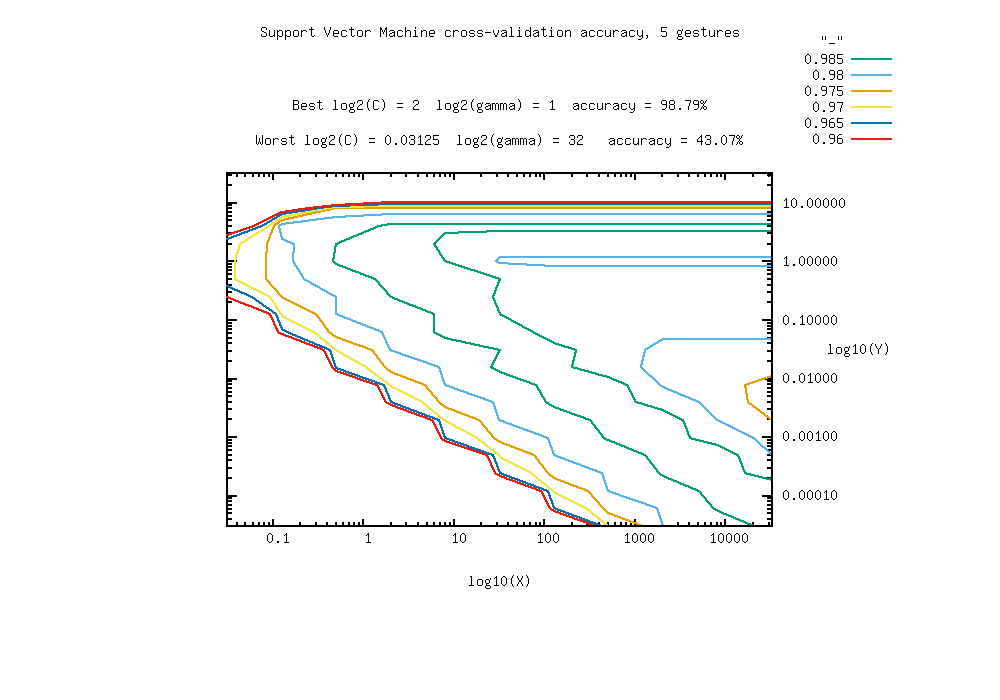 Support Vector Machine cross-validation accuracy, 5 gestures
"_"
0.985
0.98
0.975
0.97
0.965
0.96
Best log2(C) = 2  log2(gamma) = 1  accuracy = 98.79%
Worst log2(C) = 0.03125  log2(gamma) = 32   accuracy = 43.07%
10.00000
1.00000
0.10000
log10(Y)
0.01000
0.00100
0.00010
0.1 1 10 100 1000 10000
log10(X)